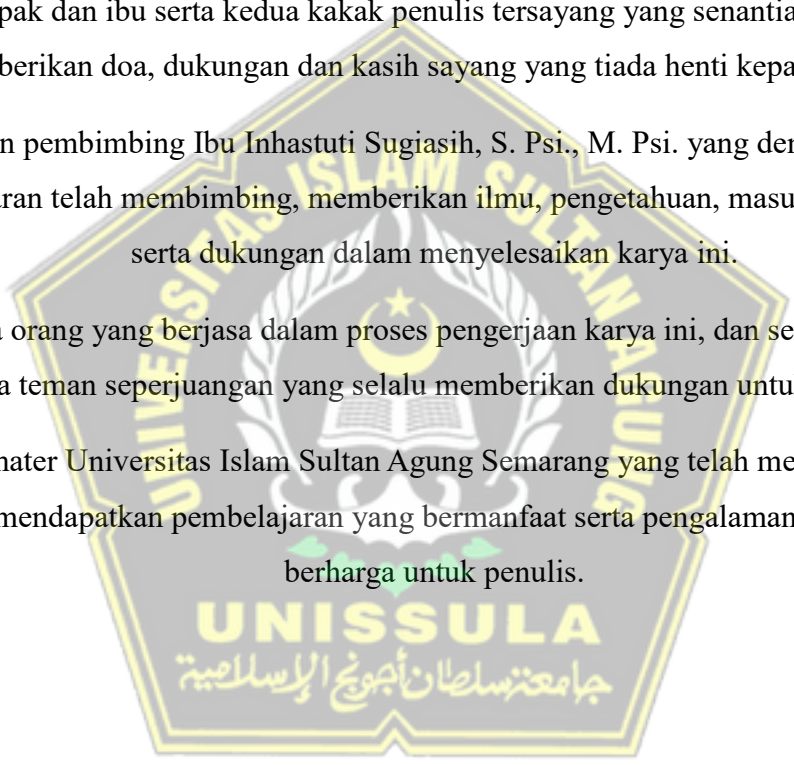 pak dan ibu serta kedua kakak penulis tersayang yang senantia
berikan doa, dukungan dan kasih sayang yang tiada henti kepa
n pembimbing Ibu Inhastuti Sugiasih, S. Psi., M. Psi. yang den
ran telah membimbing, memberikan ilmu, pengetahuan, masu
serta dukungan dalam menyelesaikan karya ini.
orang yang berjasa dalam proses pengerjaan karya ini, dan se
a teman seperjuangan yang selalu memberikan dukungan untu
mater Universitas Islam Sultan Agung Semarang yang telah me
mendapatkan pembelajaran yang bermanfaat serta pengalaman
berharga untuk penulis.
UNIVERSITAS ISLAM SULTAN AGUNG
UNISSULA
جامعة سلطان أجونج الإسلامية